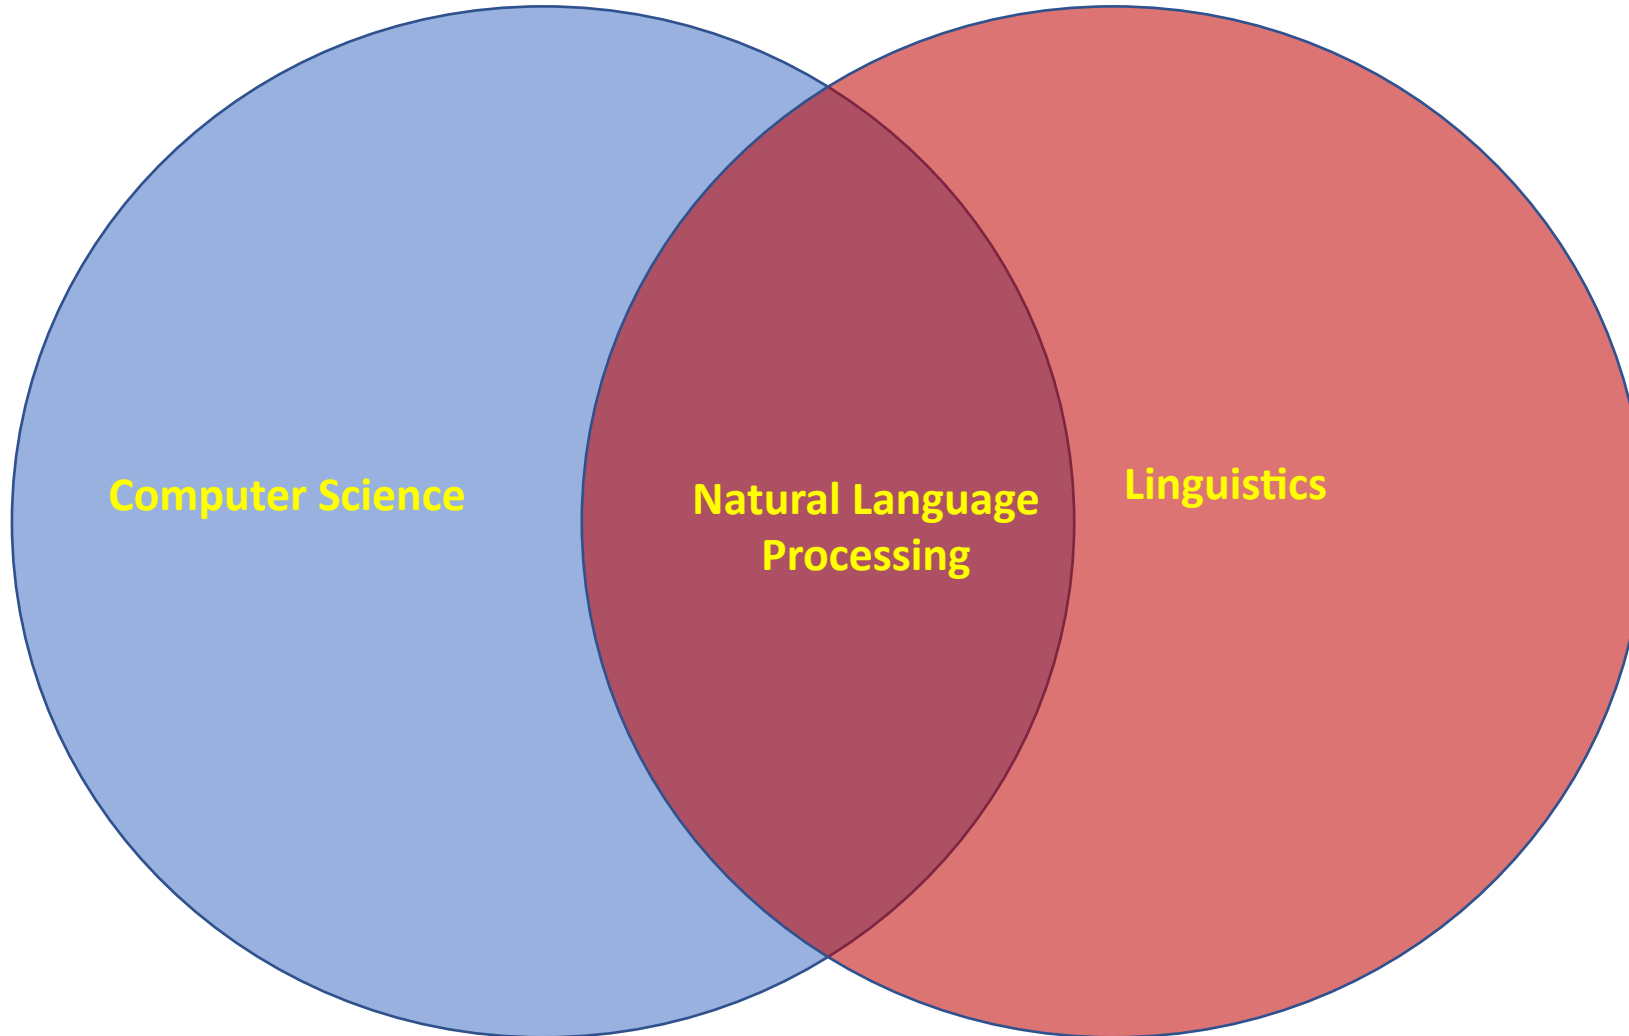 Computer Science
Natural Language
Processing
Linguistics